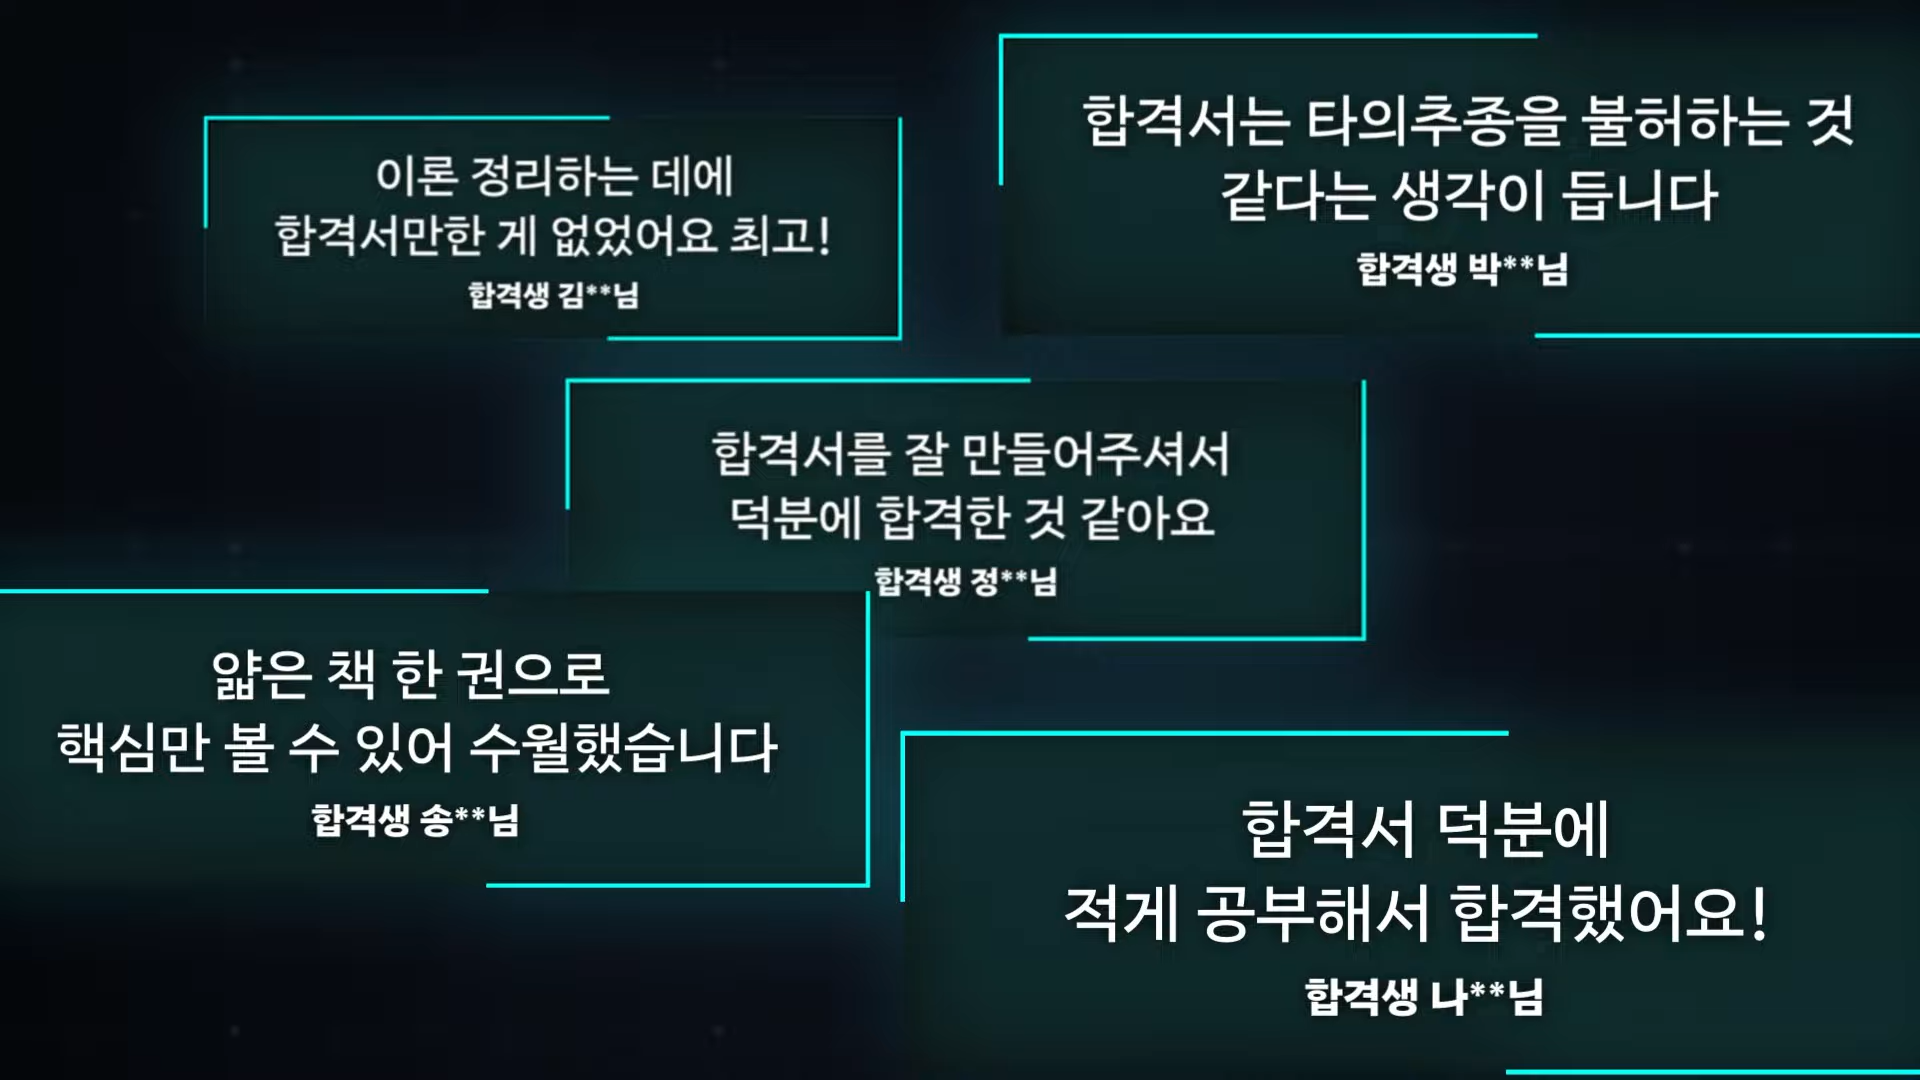 이론 정리하는 데에
합격서만한 게 없었어요 최고!
합격생 김**님
합격서는 타의추종을 불허하는 것
같다는 생각이 듭니다
합격생 박**님
합격서를 잘 만들어주셔서
덕분에 합격한 것 같아요
합격생 정**님
얇은 책 한 권으로
핵심만 볼 수 있어 수월했습니다
합격생 송**님
합격서 덕분에
적게 공부해서 합격했어요!
합격생 나**님